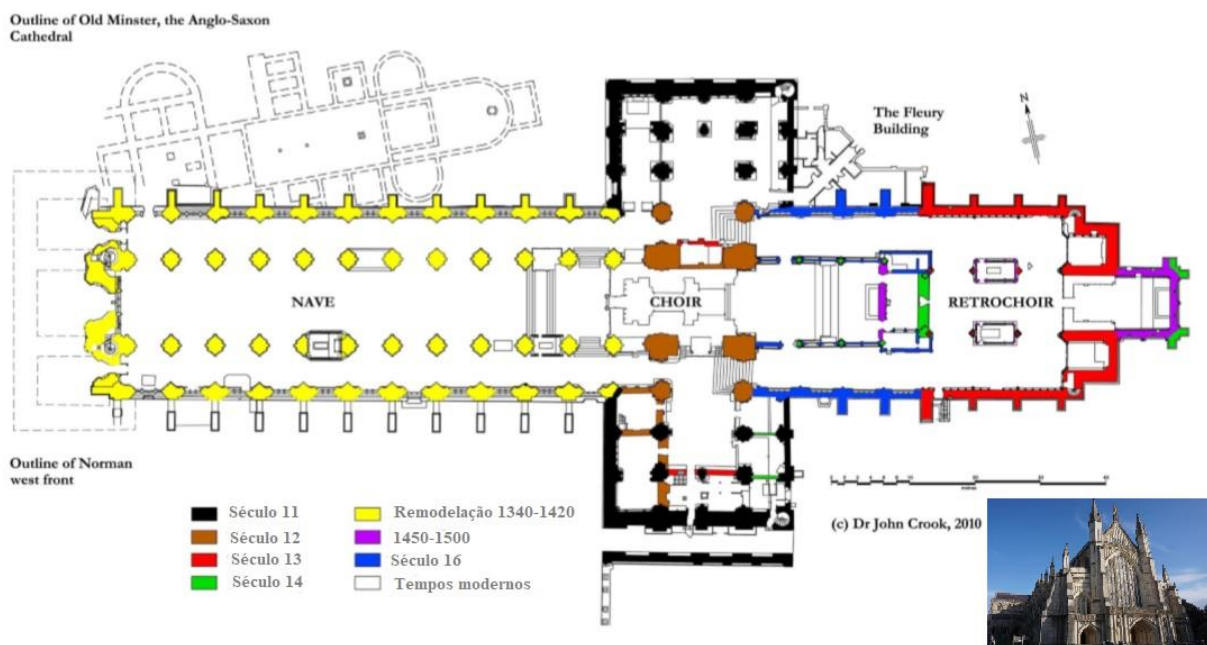 Outline of Old Minster, the Anglo-Saxon
Cathedral
The Fleury
Building
N
NAVE
CHOIR
RETROCHOIR
Outline of Norman
west front
Século 11
Século 12
Século 13
Século 14
Remodelação 1340-1420
1450-1500
Século 16
Tempos modernos
(c) Dr John Crook, 2010